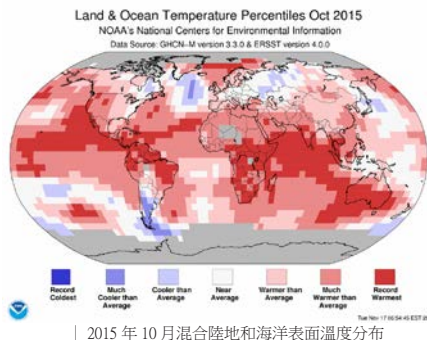 Land & Ocean Temperature Percentiles Oct 2015
NOAA's National Centers for Environmental Information
Data Source: GHCN–M version 3.3.0 & ERSST version 4.0.0
Record Coldest
Much Cooler than Average
Cooler than Average
Near Average
Warmer than Average
Much Warmer than Average
Record Warmest
2015 年 10 月混合陸地和海洋表面溫度分布